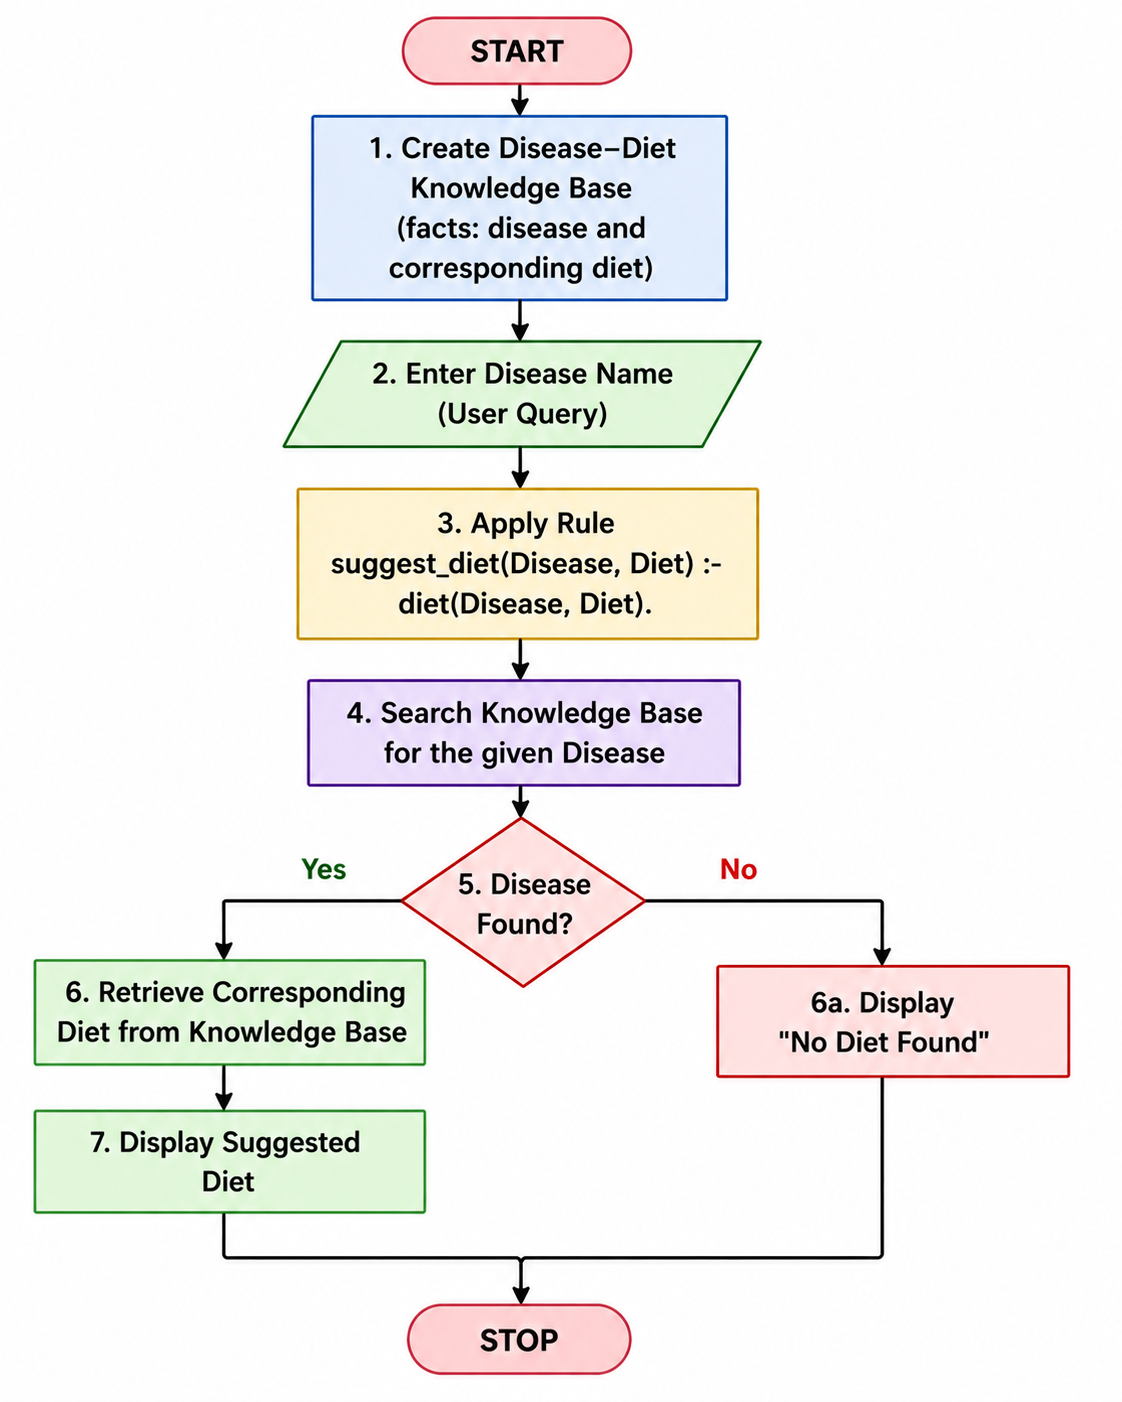 START
1. Create Disease–Diet
Knowledge Base
(facts: disease and
corresponding diet)
2. Enter Disease Name
(User Query)
3. Apply Rule
suggest_diet(Disease, Diet) :-
diet(Disease, Diet).
4. Search Knowledge Base
for the given Disease
5. Disease
Found?
Yes
No
6. Retrieve Corresponding
Diet from Knowledge Base
6a. Display
"No Diet Found"
7. Display Suggested
Diet
STOP